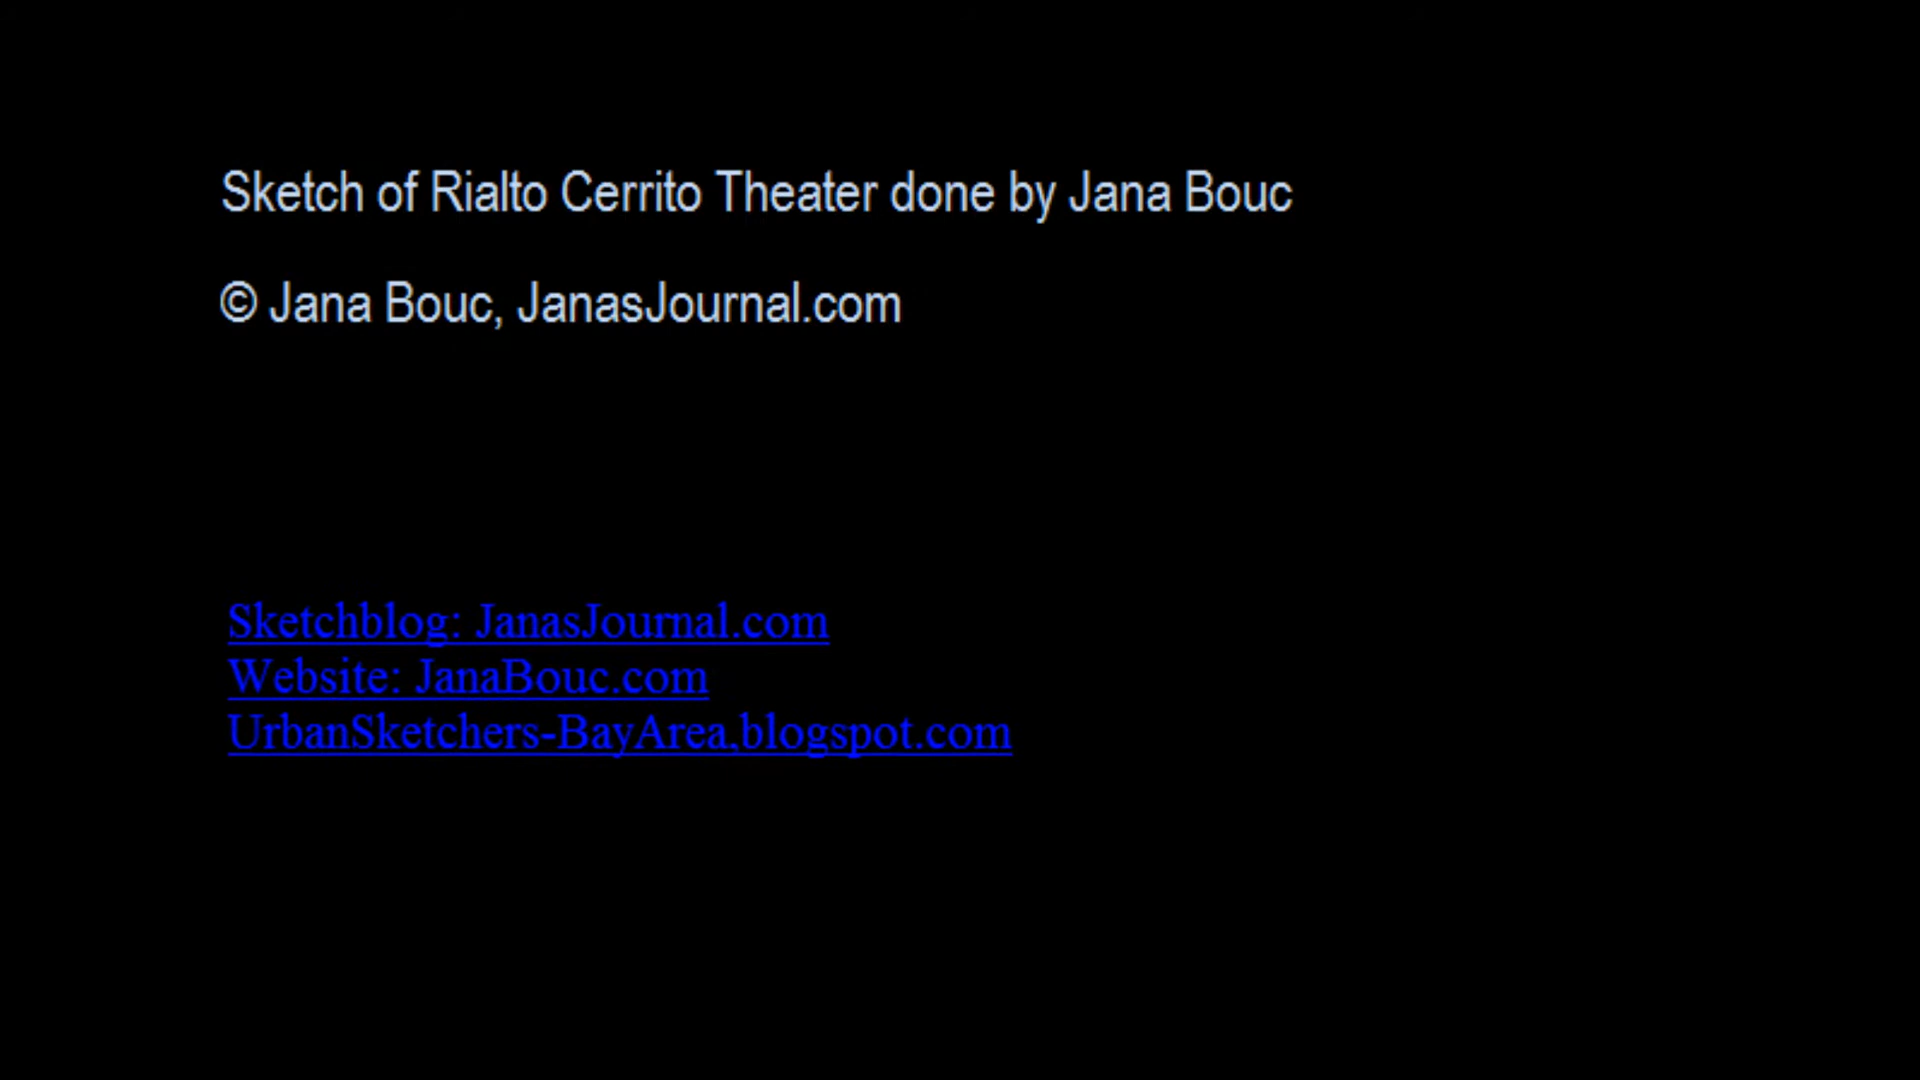 Sketch of Rialto Cerrito Theater done by Jana Bouc
© Jana Bouc, JanasJournal.com
Sketchblog: JanasJournal.com
Website: JanaBouc.com
UrbanSketchers-BayArea,blogspot.com